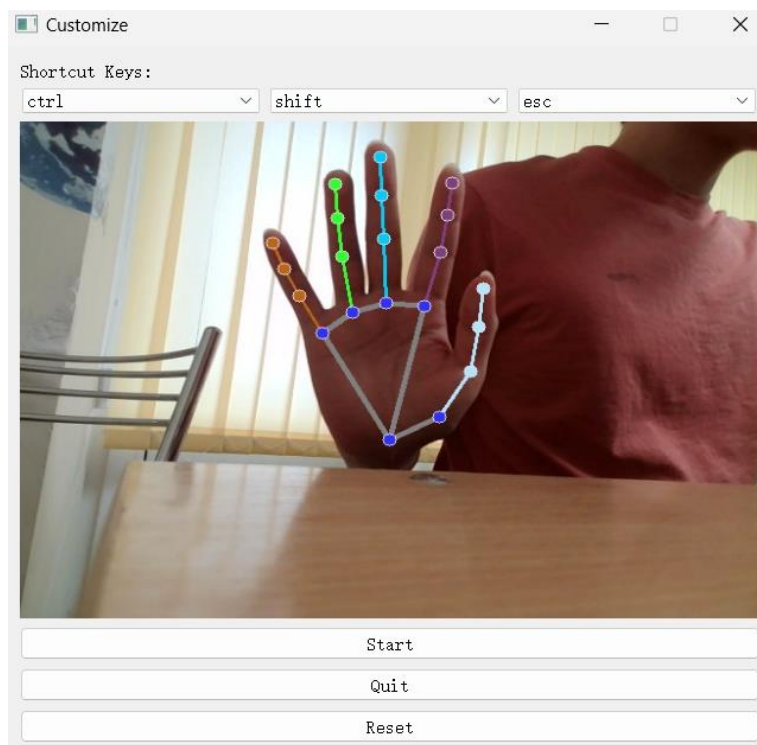 Customize
Shortcut Keys:
ctrl shift esc
Start
Quit
Reset